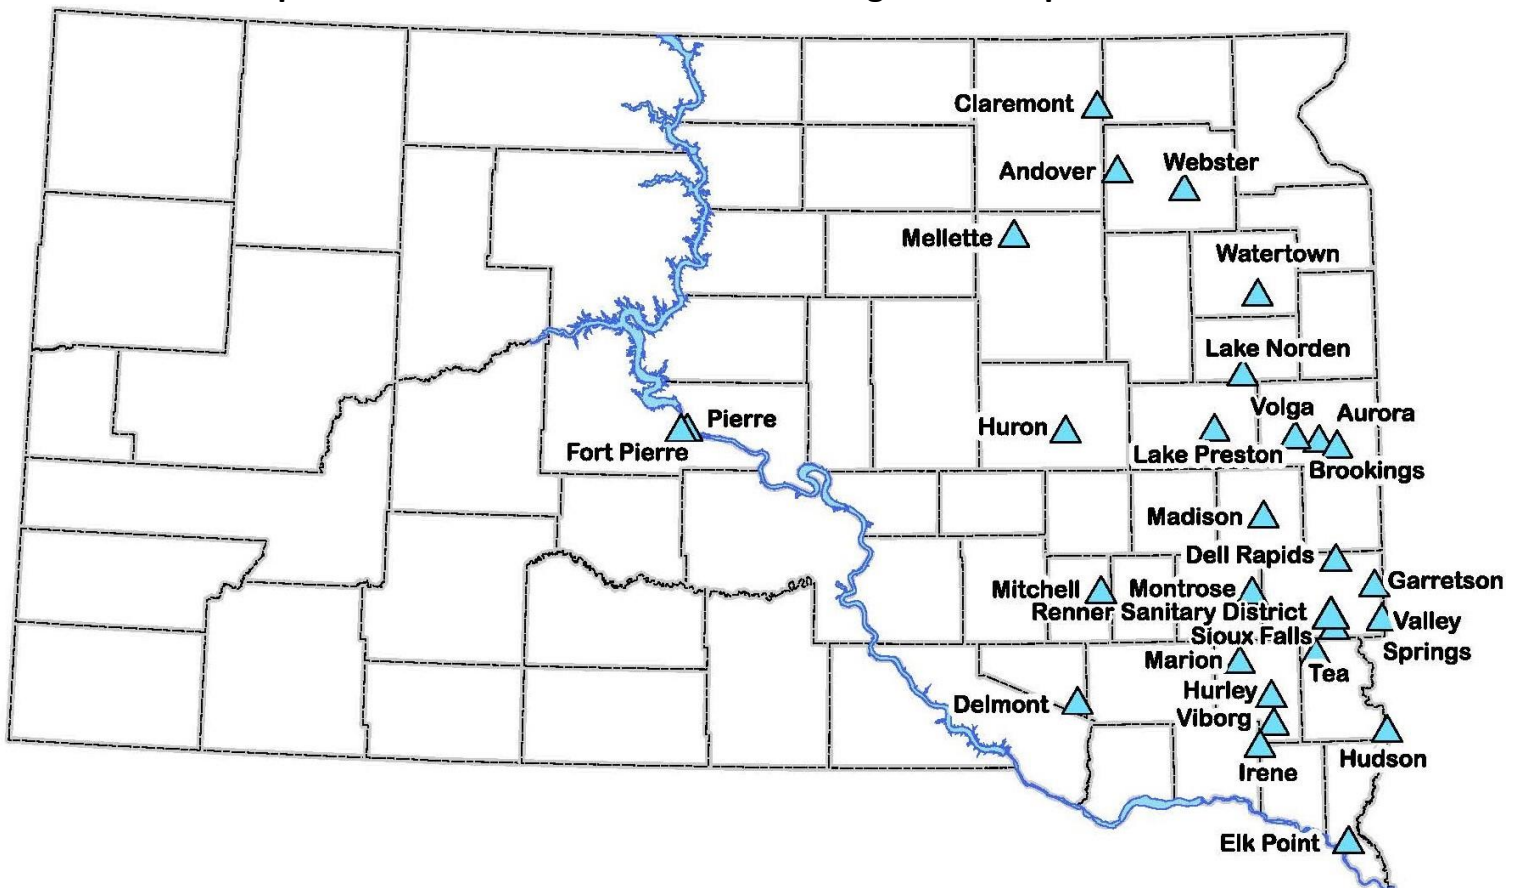 Claremont
Andover
Webster
Mellette
Watertown
Lake Norden
Volga
Aurora
Pierre
Huron
Fort Pierre
Lake Preston
Brookings
Madison
Dell Rapids
Garretson
Mitchell
Montrose
Renner Sanitary District
Valley
Springs
Sioux Falls
Marion
Tea
Hurley
Delmont
Viborg
Hudson
Irene
Elk Point